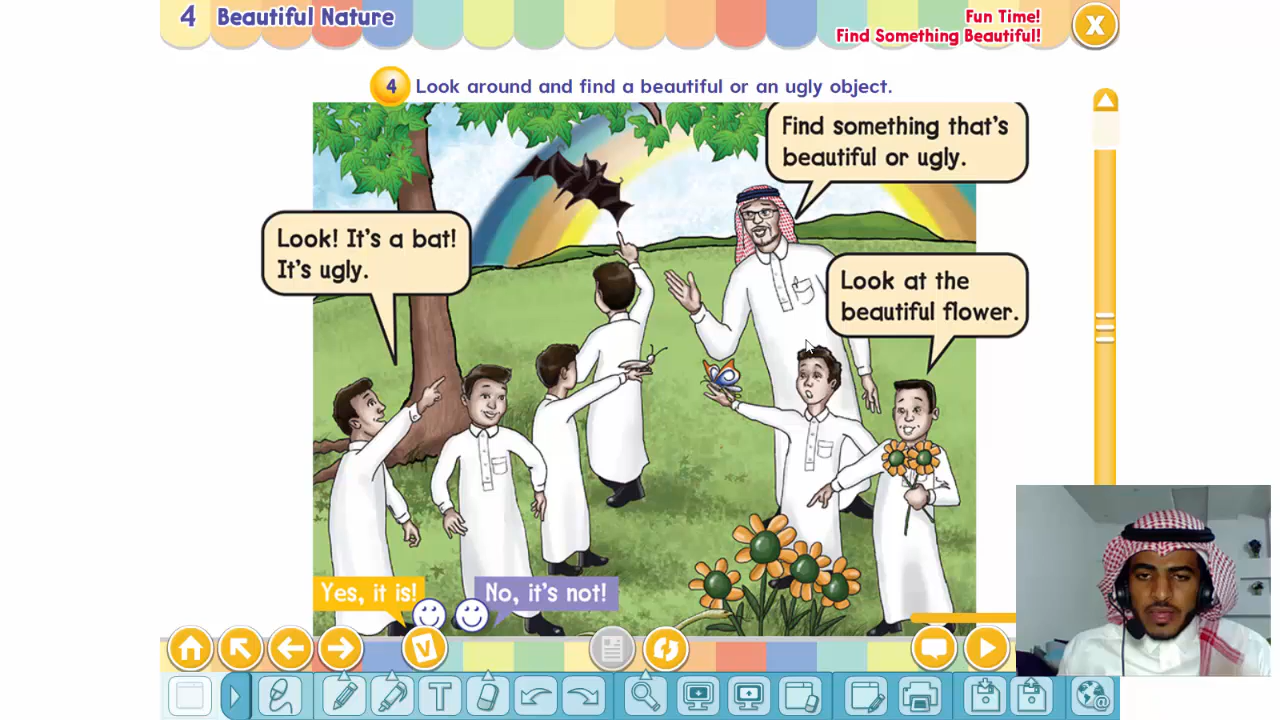 4 Beautiful Nature
Fun Time!
Find Something Beautiful!
X
4 Look around and find a beautiful or an ugly object.
Find something that's
beautiful or ugly.
Look! It's a bat!
It's ugly.
Look at the
beautiful flower.
Yes, it is!
No, it's not!
V
T